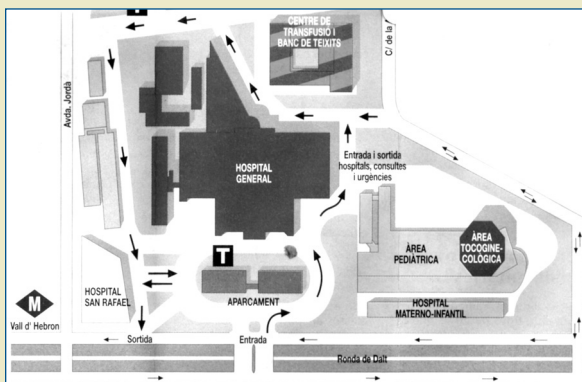 CENTRE DE
TRANSFUSIÓ I
BANC DE TEIXITS
C/ de la
Avda. Jordà
HOSPITAL
GENERAL
Entrada i sortida
hospitals, consultes
i urgències
ÀREA
PEDIÀTRICA
ÀREA
TOCOGINE-
COLÒGICA
T
HOSPITAL
SAN RAFAEL
APARCAMENT
HOSPITAL
MATERNO-INFANTIL
M
Vall d' Hebron
Sortida
Entrada
Ronda de Dalt